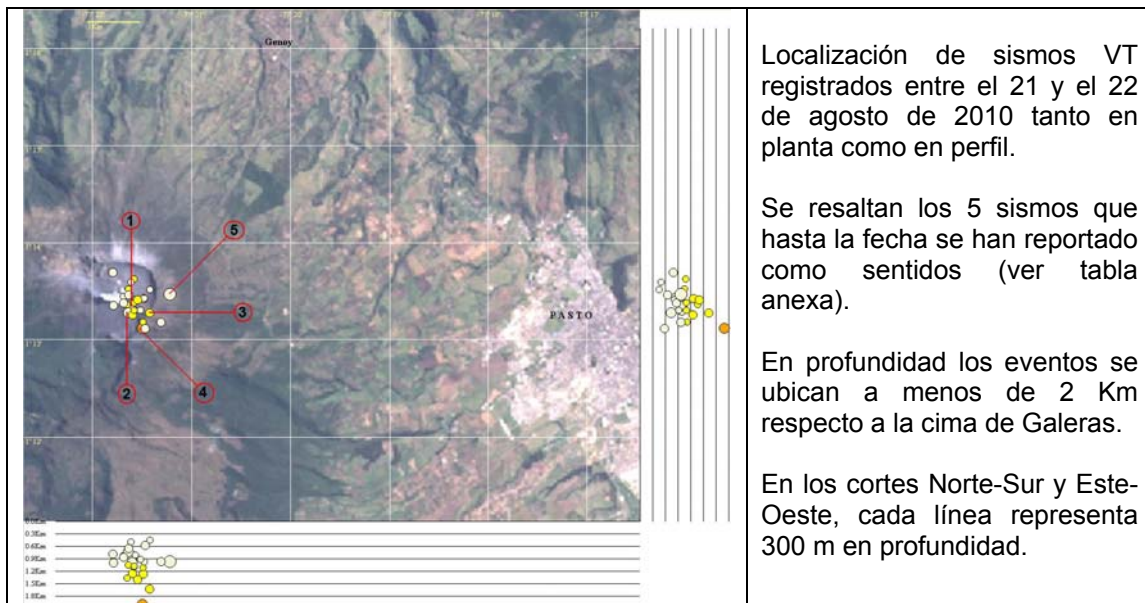 Genoy
1
5
PASTO
3
2
4
0.3Km
0.6Km
0.9Km
1.2Km
1.5Km
1.8Km
Localización de sismos VT
registrados entre el 21 y el 22
de agosto de 2010 tanto en
planta como en perfil.
Se resaltan los 5 sismos que
hasta la fecha se han reportado
como sentidos (ver tabla
anexa).
En profundidad los eventos se
ubican a menos de 2 Km
respecto a la cima de Galeras.
En los cortes Norte-Sur y Este-
Oeste, cada línea representa
300 m en profundidad.